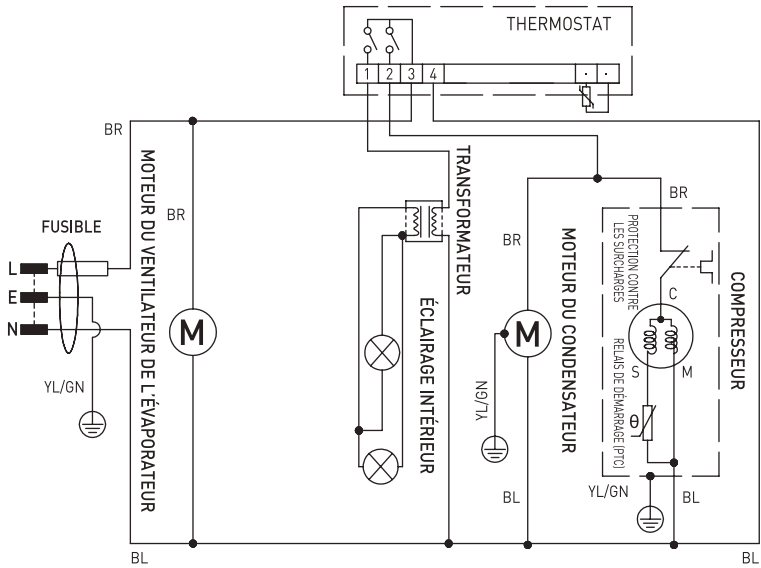 THERMOSTAT
1 2 3 4
BR
MOTEUR DU VENTILATEUR DE L'ÉVAPORATEUR
BR
TRANSFORMATEUR
BR
BR
FUSIBLE
L
E
N
YL/GN
M
ÉCLAIRAGE INTÉRIEUR
M
YL/GN
MOTEUR DU CONDENSATEUR
PROTECTION CONTRE
LES SURCHARGES
C
S
M
θ
RELAIS DE DÉMARRAGE (PTC)
COMPRESSEUR
YL/GN
BL
BL
BL
BL